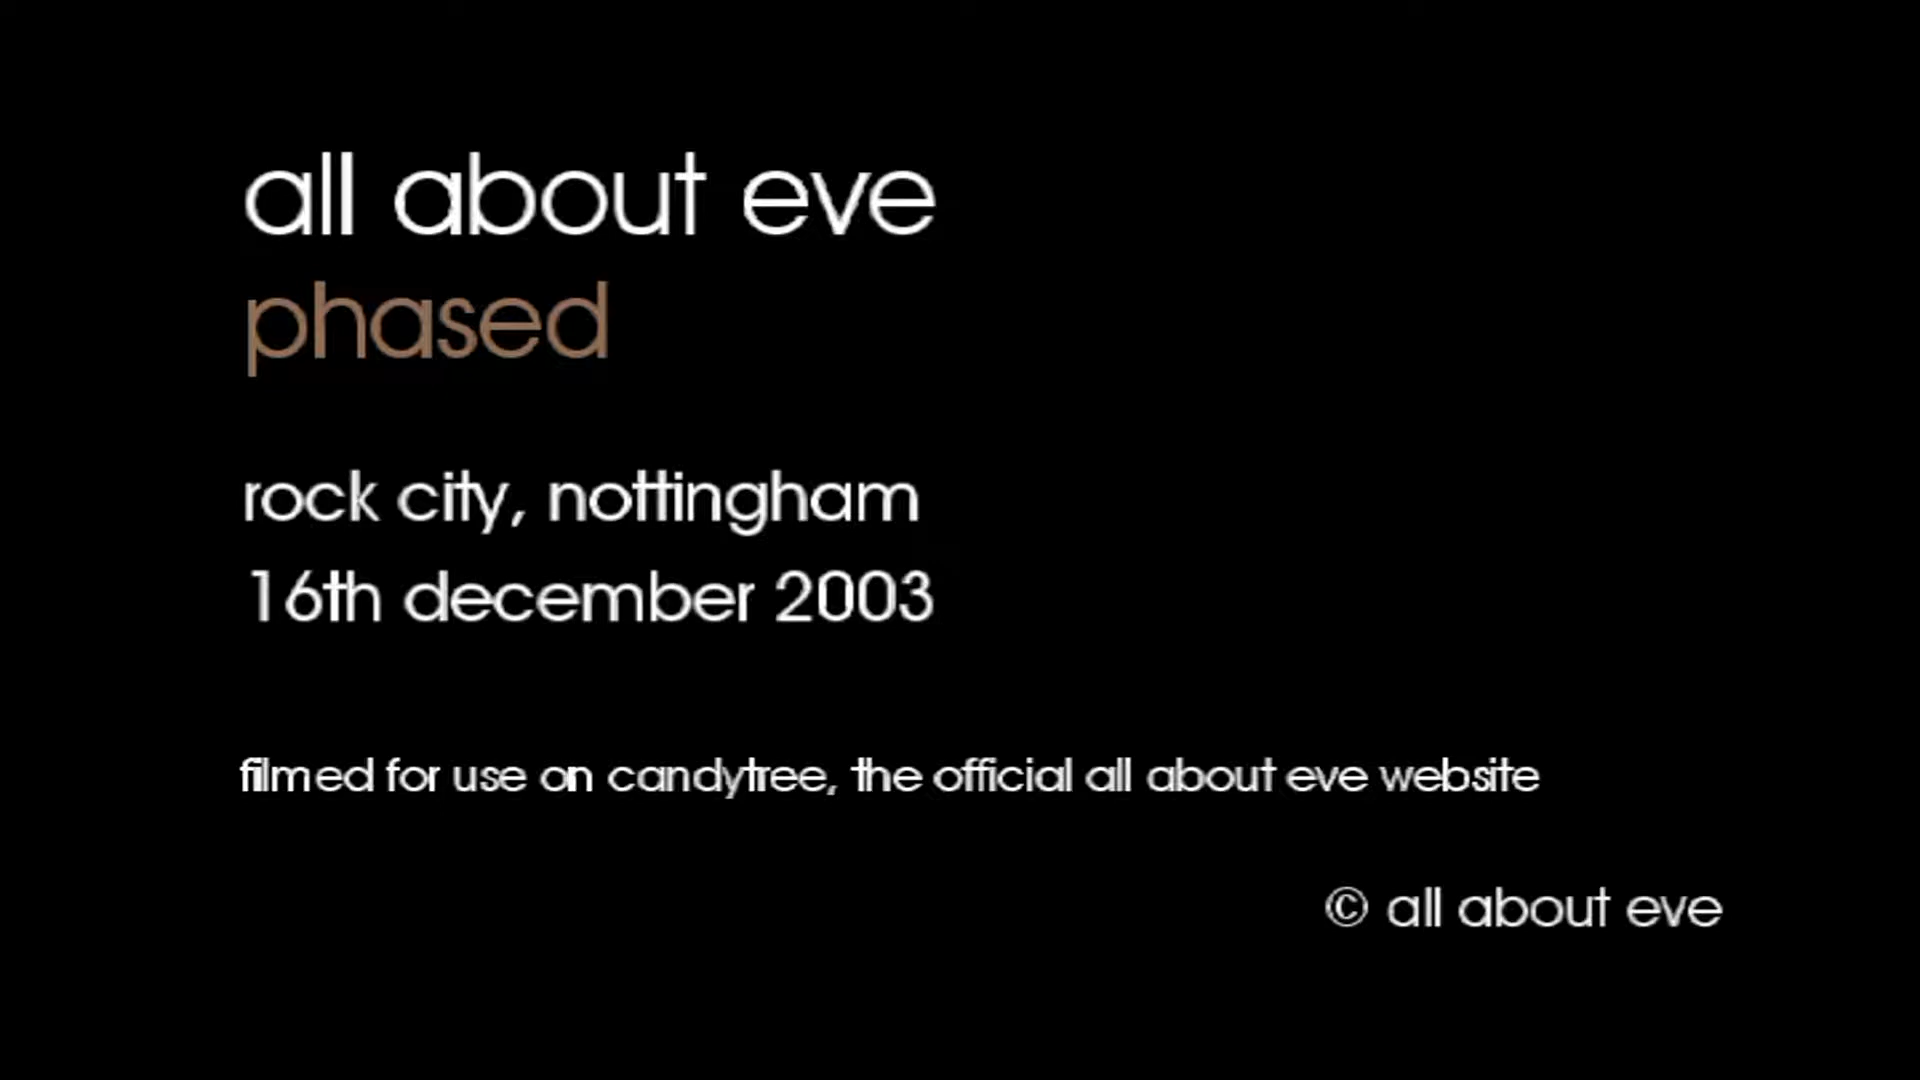 all about eve
phased
rock city, nottingham
16th december 2003
filmed for use on candytree, the official all about eve website
© all about eve